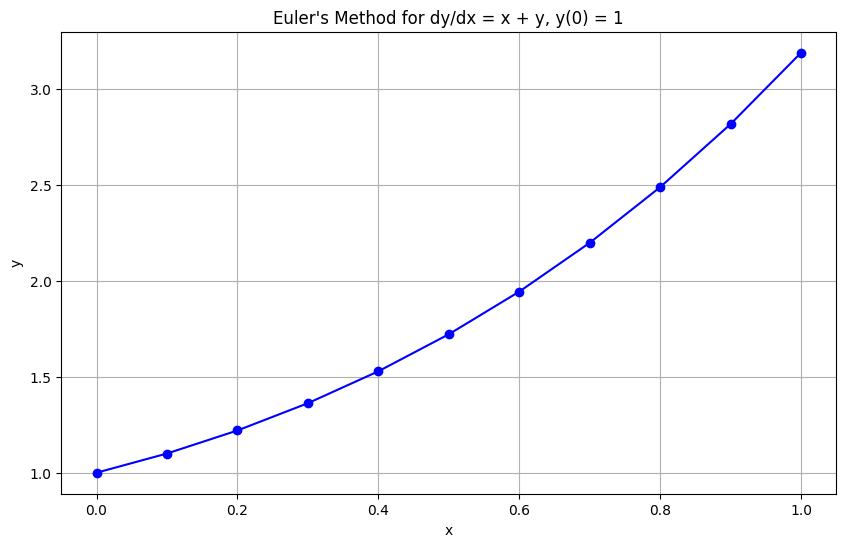 Euler's Method for dy/dx = x + y, y(0) = 1
3.0
2.5
y
2.0
1.5
1.0
0.0 0.2 0.4 0.6 0.8 1.0
x